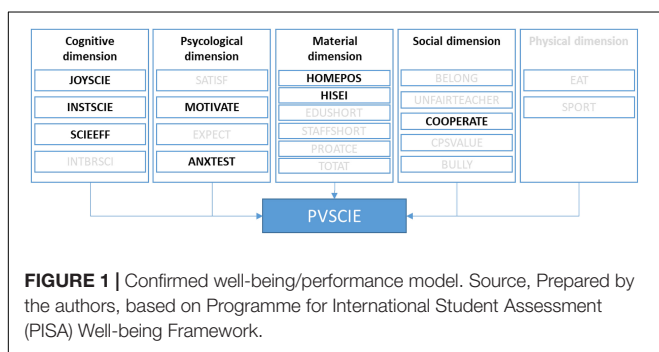 Cognitive dimension
JOYSCIE
INSTSCIE
SCIEEFF
INTBRSCI
Psycological dimension
SATISF
MOTIVATE
EXPECT
ANXTEST
Material dimension
HOMEPOS
HISEI
EDUSHORT
STAFFSHORT
PROATCE
TOTAT
Social dimension
BELONG
UNFAIRTEACHER
COOPERATE
CPSVALUE
BULLY
Physical dimension
EAT
SPORT
PVSCIE
FIGURE 1 | Confirmed well-being/performance model. Source, Prepared by
the authors, based on Programme for International Student Assessment
(PISA) Well-being Framework.